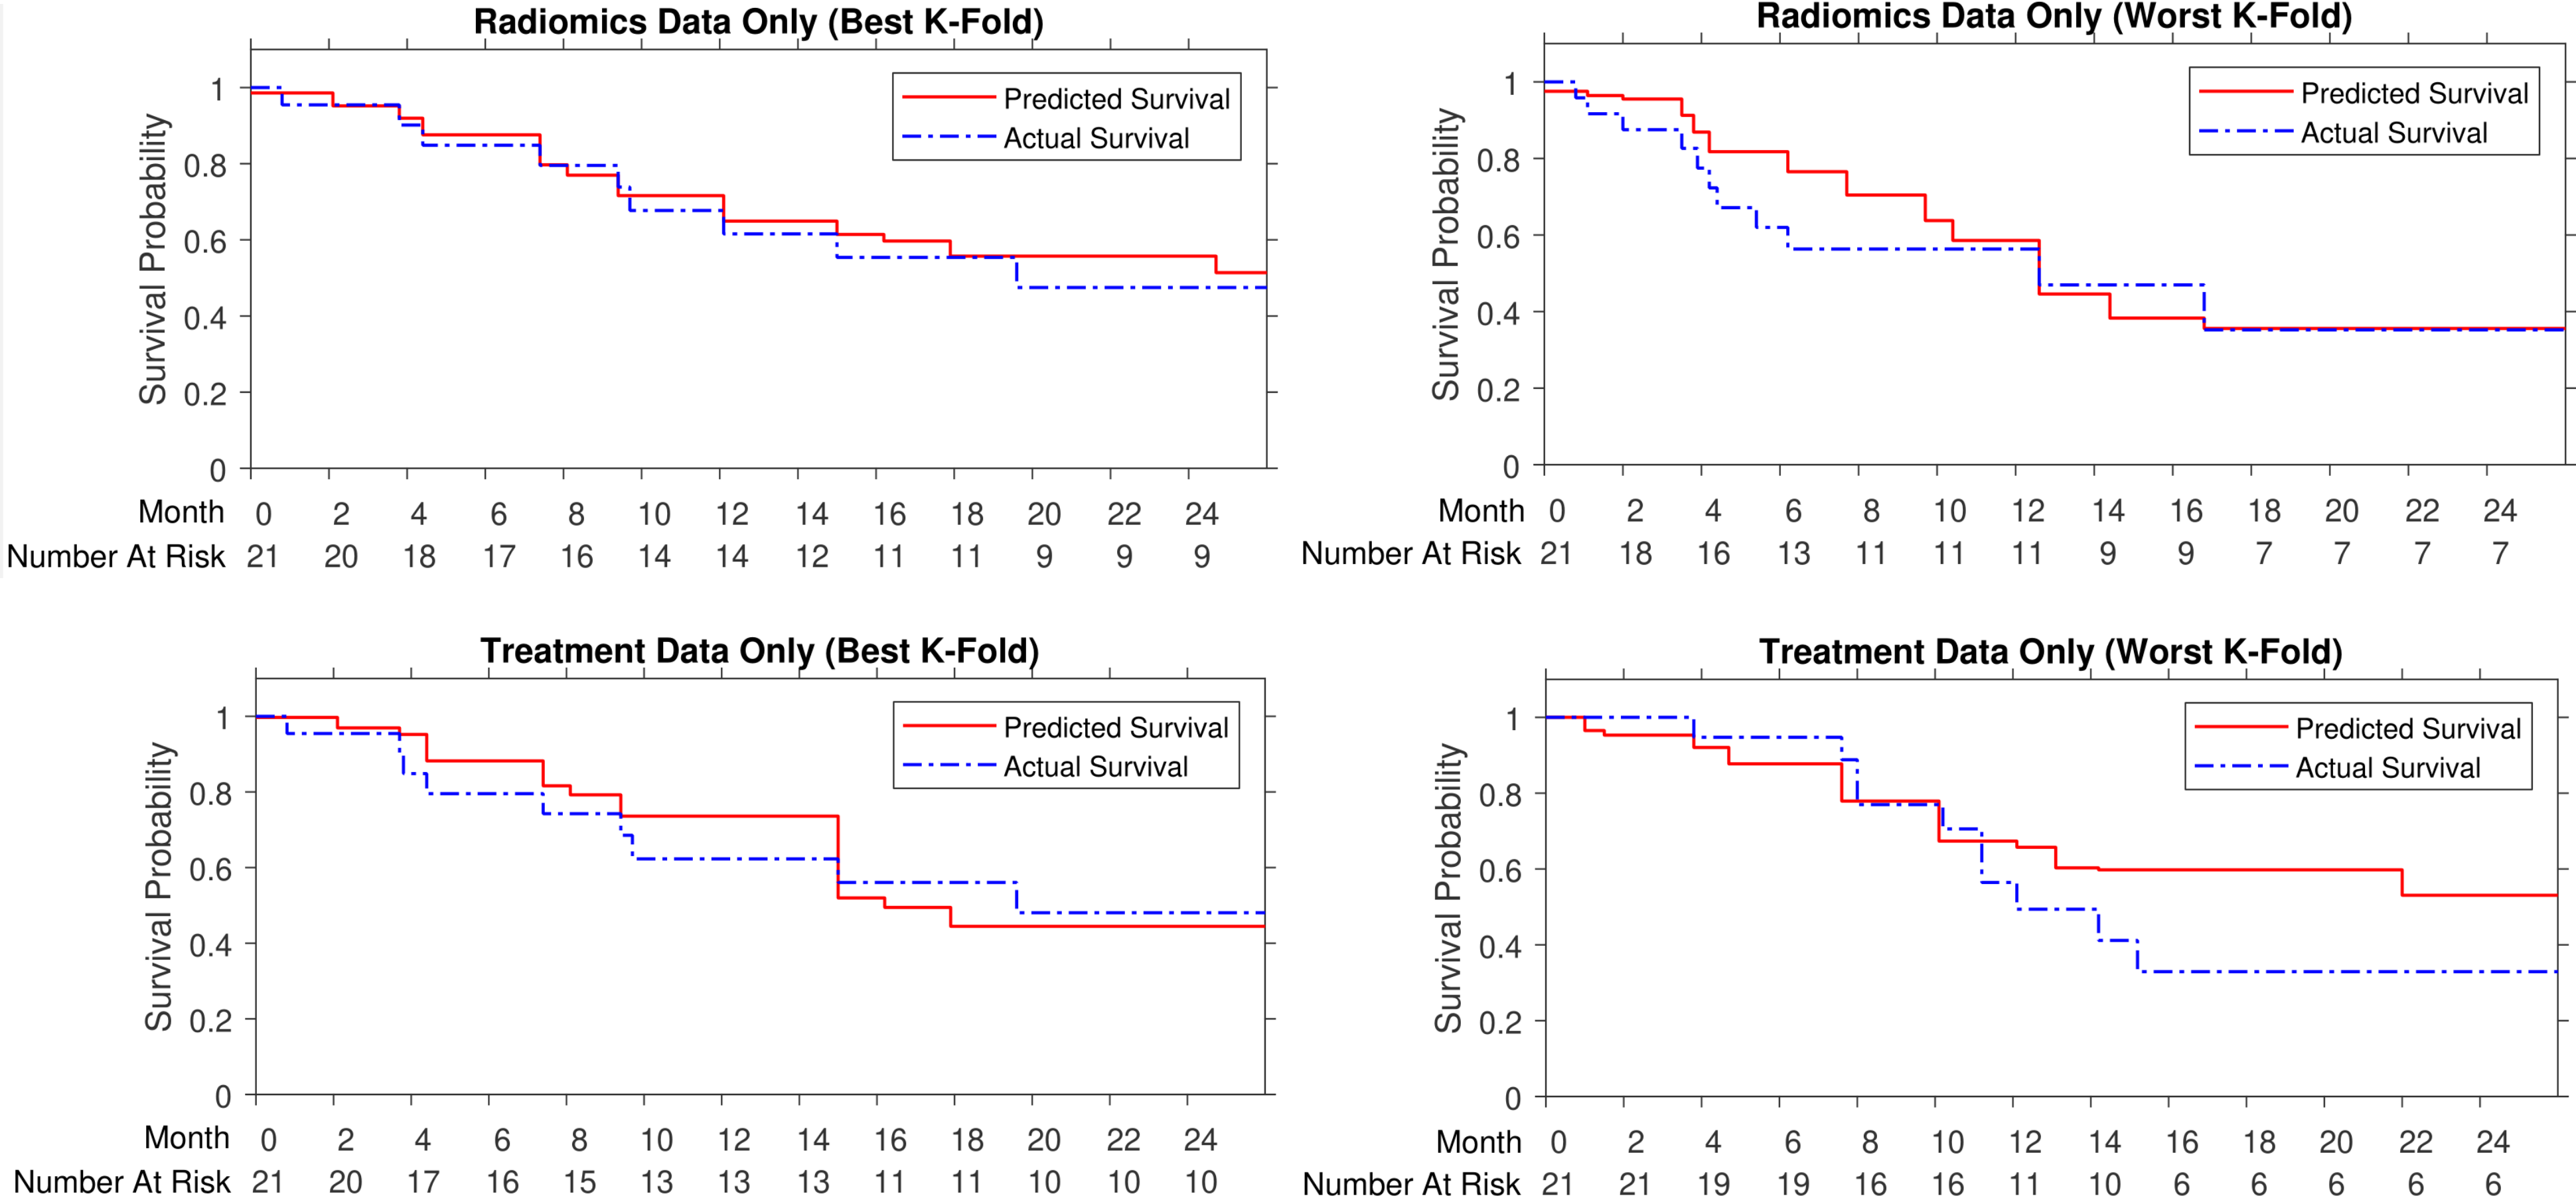 Radiomics Data Only (Best K-Fold)
Survival Probability
1
0.8
0.6
0.4
0.2
0
Predicted Survival
Actual Survival
Month 0 2 4 6 8 10 12 14 16 18 20 22 24
Number At Risk 21 20 18 17 16 14 14 12 11 11 9 9 9
Radiomics Data Only (Worst K-Fold)
Survival Probability
1
0.8
0.6
0.4
0.2
0
Predicted Survival
Actual Survival
Month 0 2 4 6 8 10 12 14 16 18 20 22 24
Number At Risk 21 18 16 13 11 11 11 9 9 7 7 7 7
Treatment Data Only (Best K-Fold)
Survival Probability
1
0.8
0.6
0.4
0.2
0
Predicted Survival
Actual Survival
Month 0 2 4 6 8 10 12 14 16 18 20 22 24
Number At Risk 21 20 17 16 15 13 13 13 11 11 10 10 10
Treatment Data Only (Worst K-Fold)
Survival Probability
1
0.8
0.6
0.4
0.2
0
Predicted Survival
Actual Survival
Month 0 2 4 6 8 10 12 14 16 18 20 22 24
Number At Risk 21 21 19 19 16 16 11 10 6 6 6 6 6